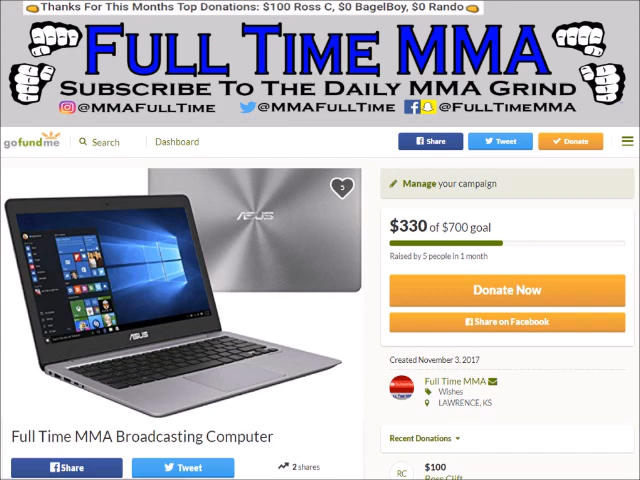 Thanks For This Months Top Donations: $100 Ross C, $0 BagelBoy, $0 Rando
FULL TIME MMA
SUBSCRIBE TO THE DAILY MMA GRIND
@MMAFULLTIME @MMAFULLTIME @FULLTIMEMMA
gofundme Search Dashboard Share Tweet Donate
5
ASUS
ASUS
Manage your campaign
$330 of $700 goal
Raised by 5 people in 1 month
Donate Now
Share on Facebook
Created November 3, 2017
Full Time MMA
Wishes
LAWRENCE, KS
Full Time MMA Broadcasting Computer
Recent Donations
Share Tweet 2 shares
RC $100
Ross Clift